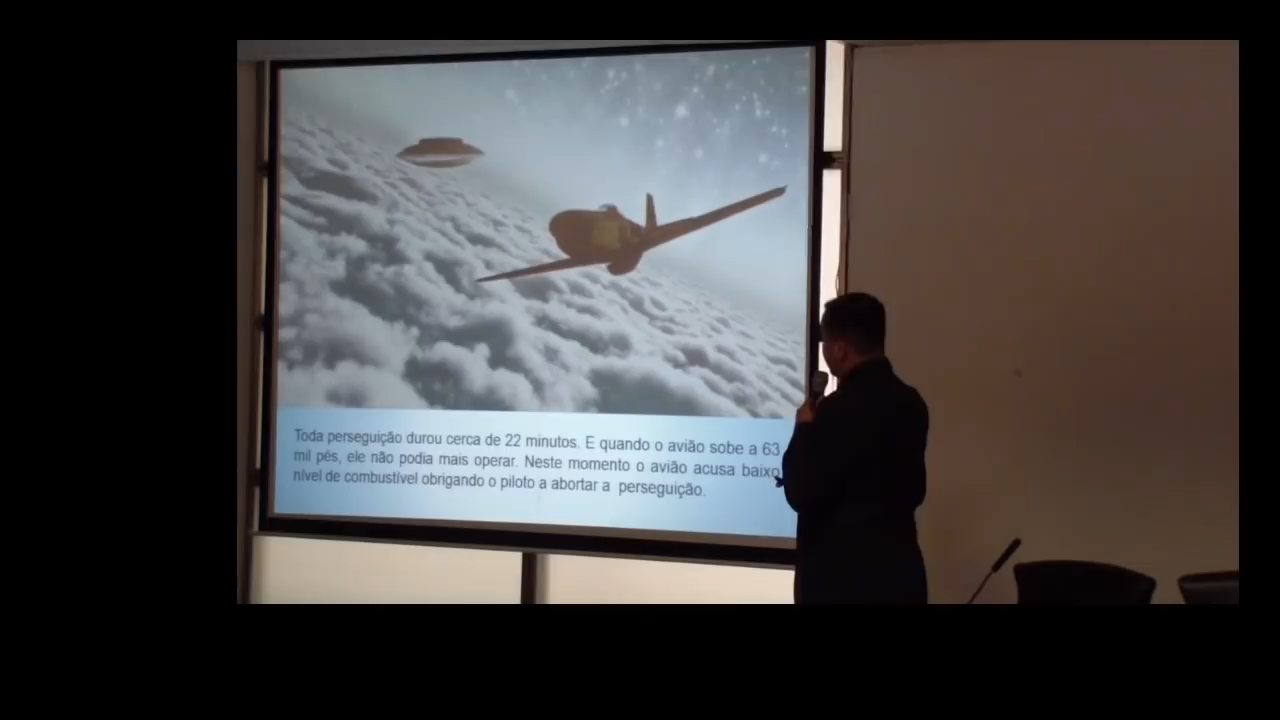 Toda perseguição durou cerca de 22 minutos. E quando o avião sobe a 63
mil pés, ele não podia mais operar. Neste momento o avião acusa baixo
nível de combustível obrigando o piloto a abortar a perseguição.